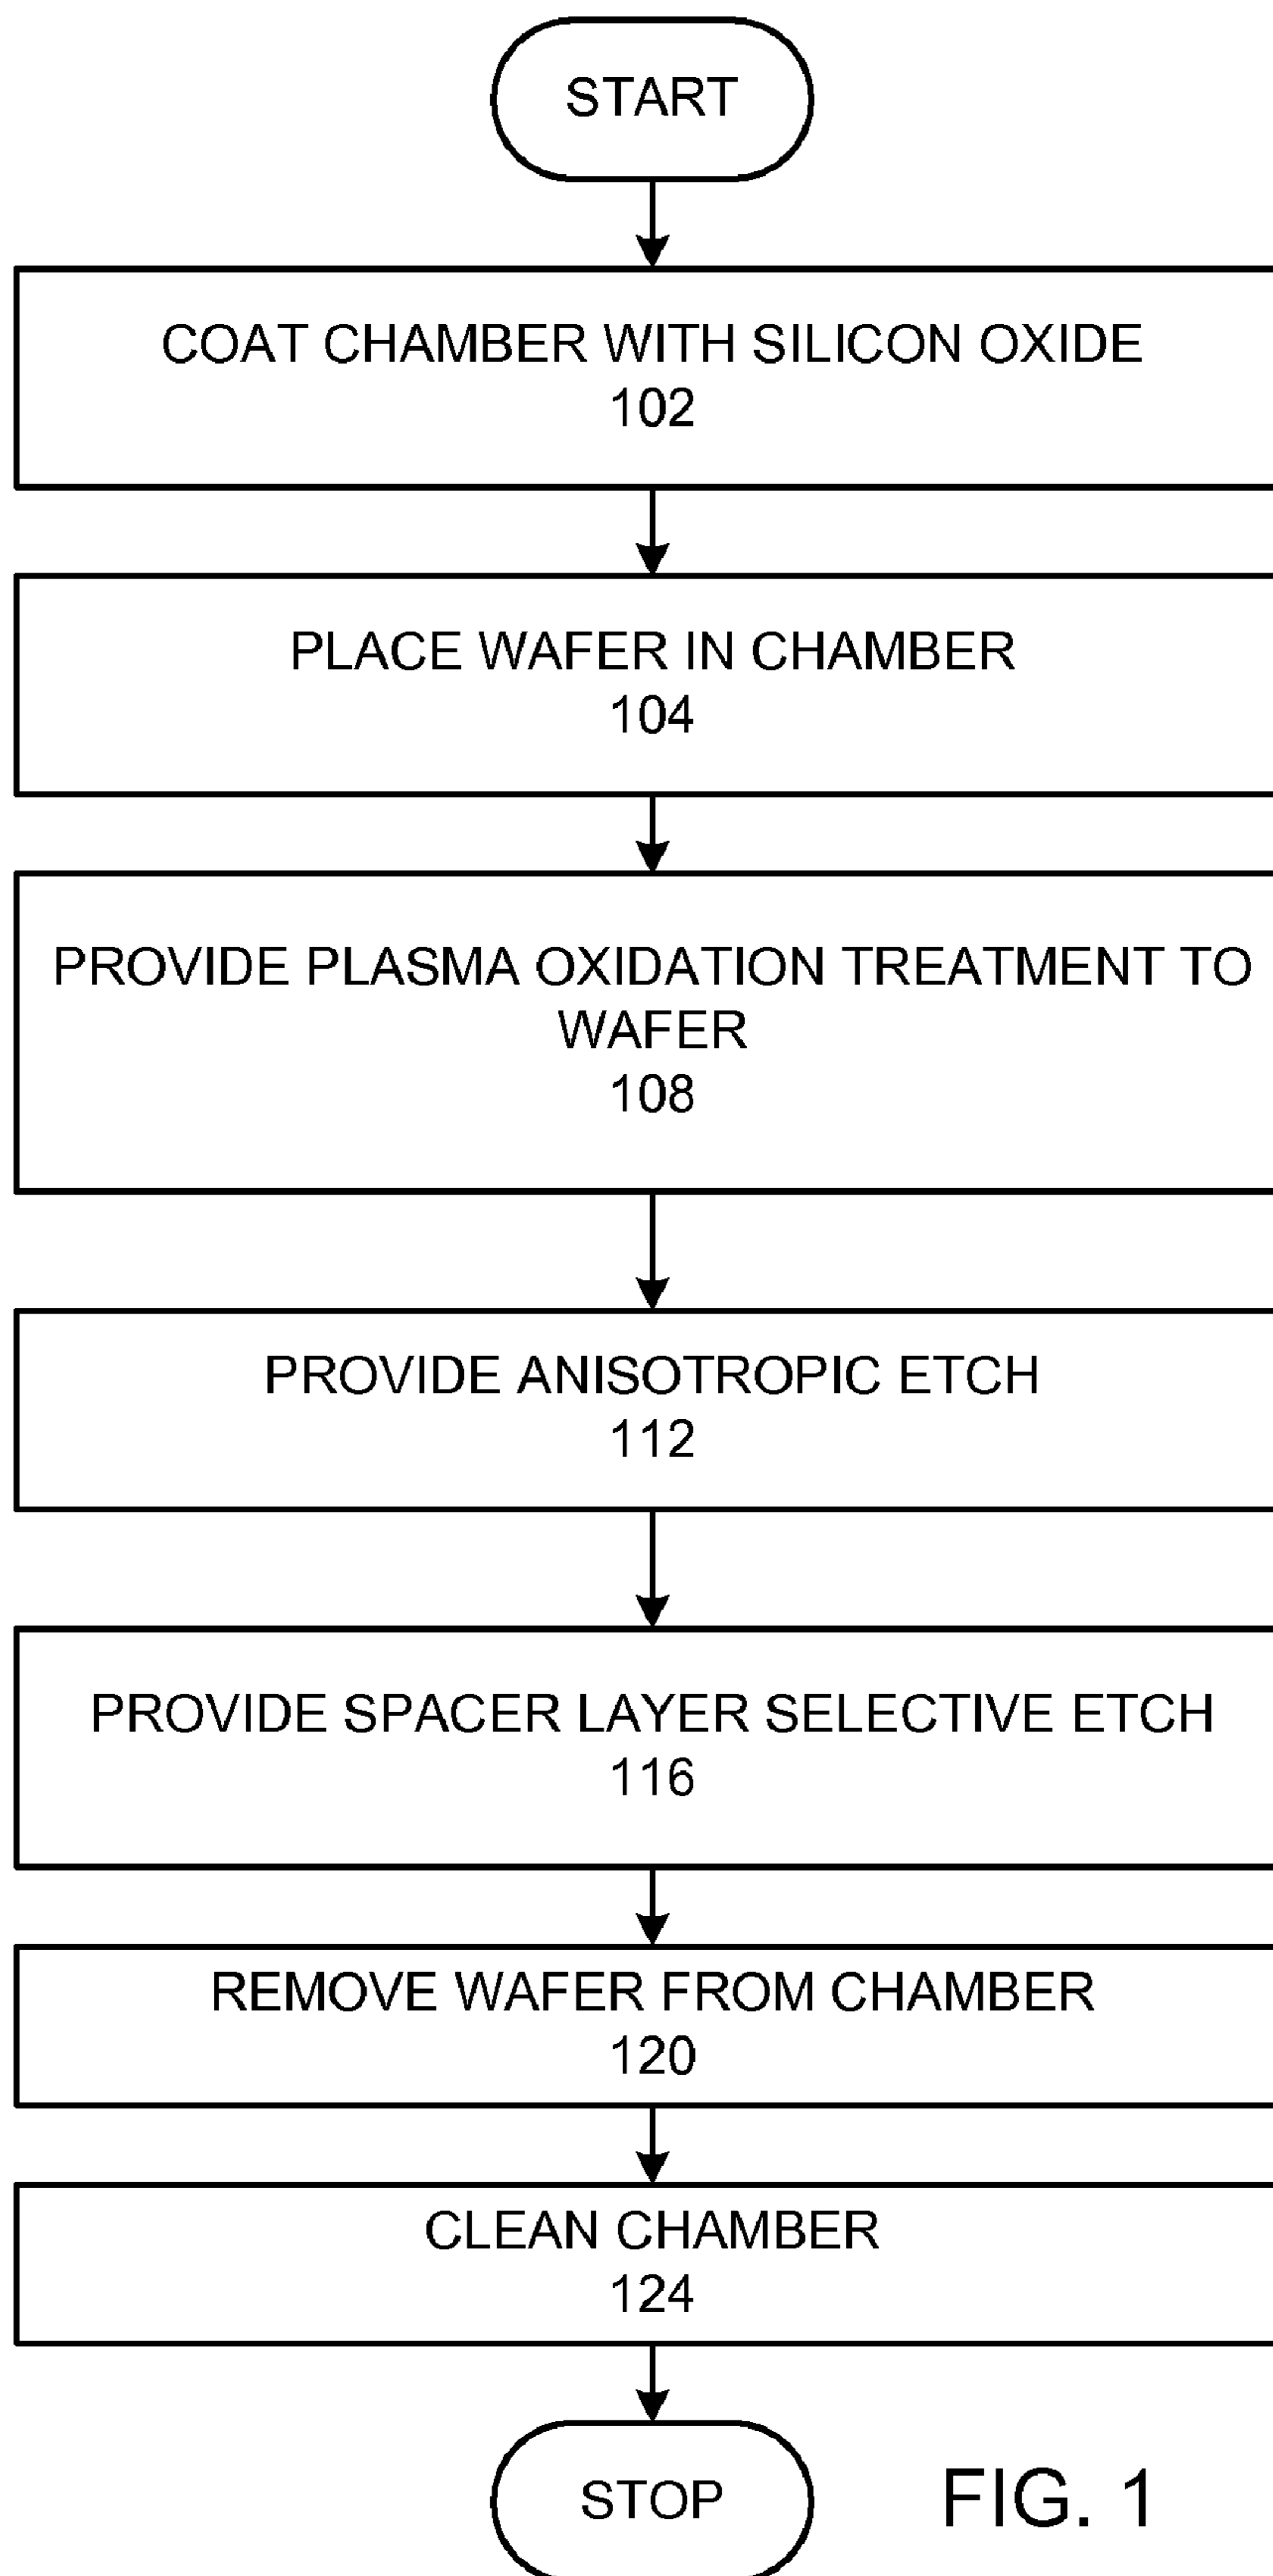 START
COAT CHAMBER WITH SILICON OXIDE
102
PLACE WAFER IN CHAMBER
104
PROVIDE PLASMA OXIDATION TREATMENT TO
WAFER
108
PROVIDE ANISOTROPIC ETCH
112
PROVIDE SPACER LAYER SELECTIVE ETCH
116
REMOVE WAFER FROM CHAMBER
120
CLEAN CHAMBER
124
STOP
FIG. 1